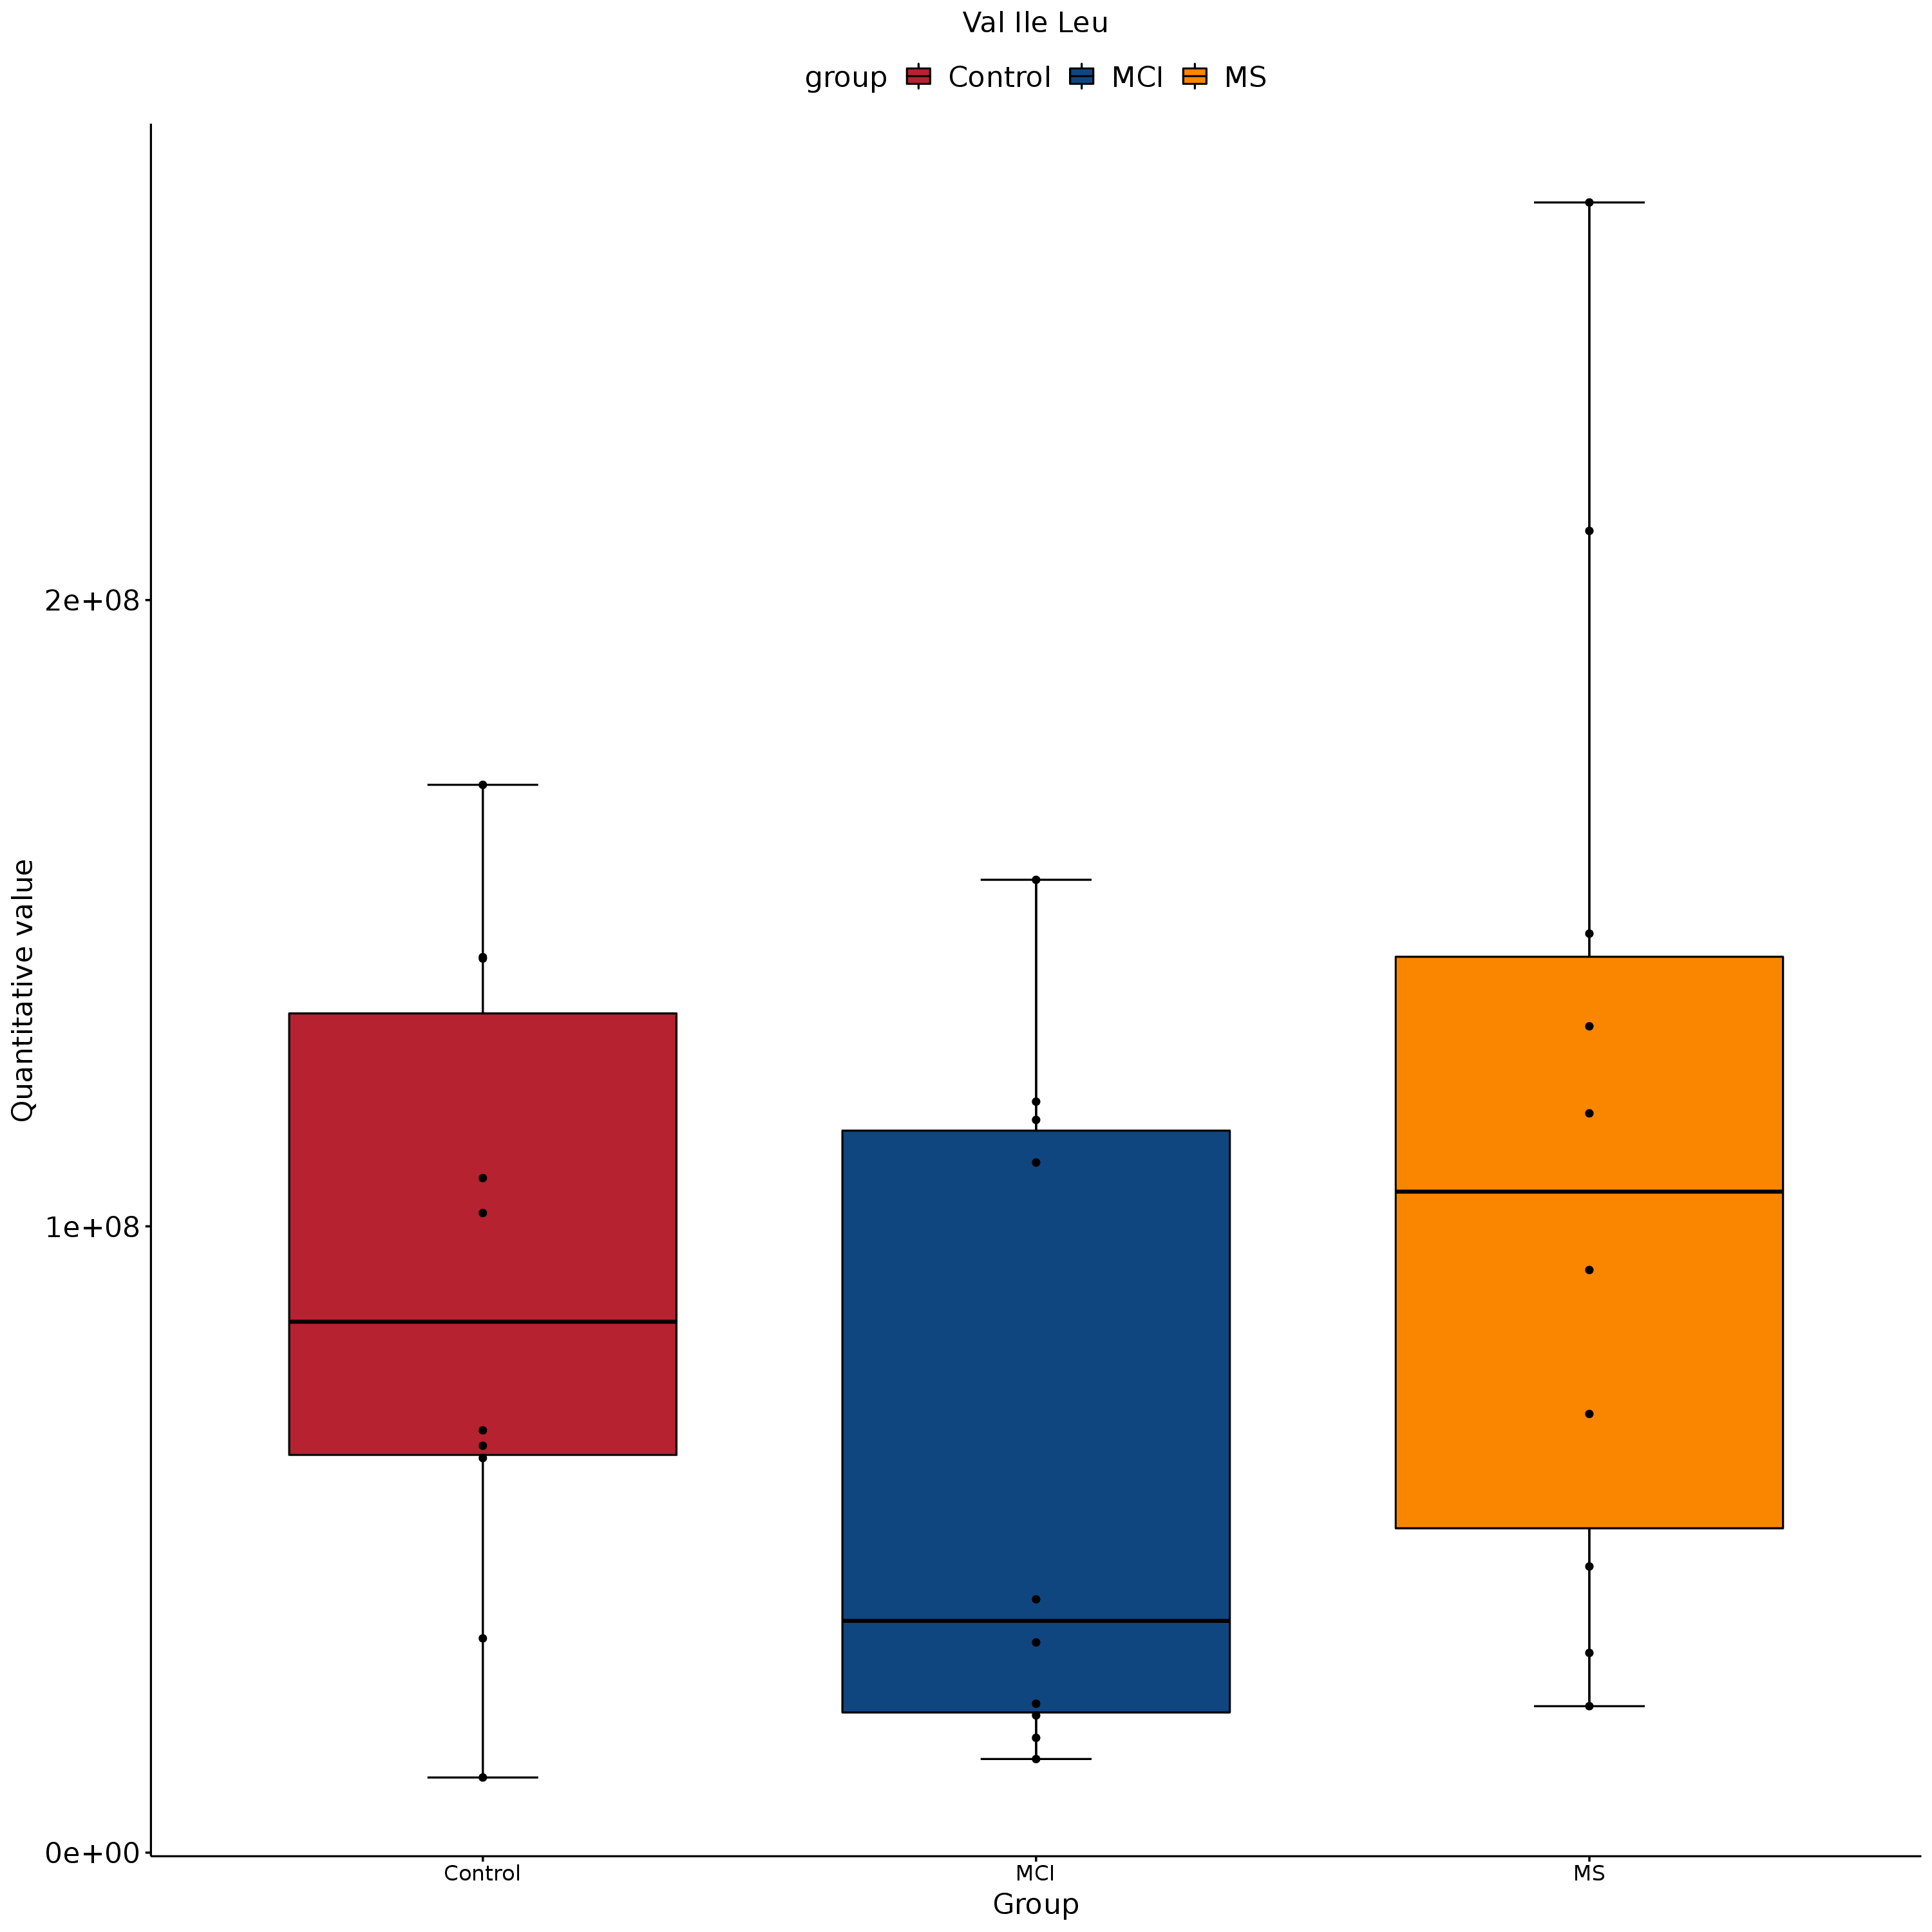 Val Ile Leu
group Control MCI MS
Quantitative value
2e+08
1e+08
0e+00
Control MCI MS
Group